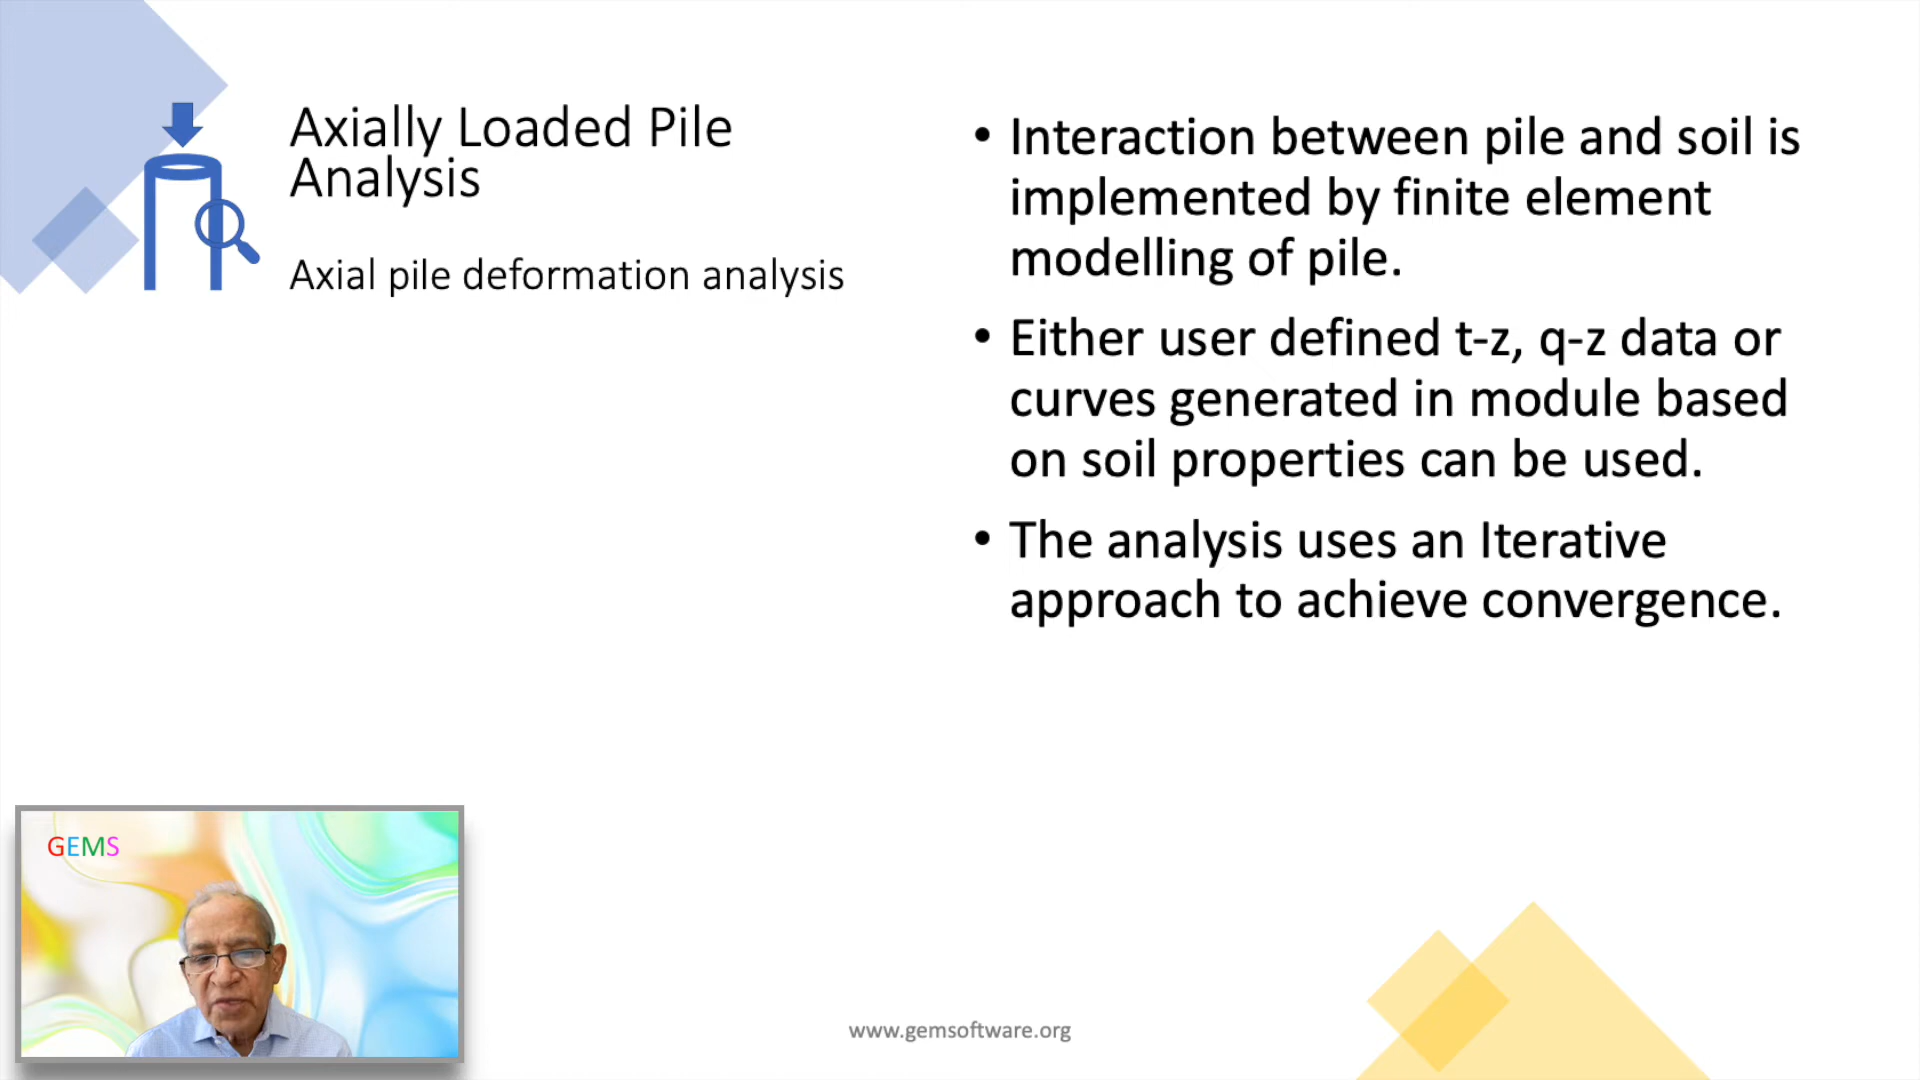 Axially Loaded Pile
Analysis
Axial pile deformation analysis
• Interaction between pile and soil is
implemented by finite element
modelling of pile.
• Either user defined t-z, q-z data or
curves generated in module based
on soil properties can be used.
• The analysis uses an Iterative
approach to achieve convergence.
GEMS
www.gemsoftware.org